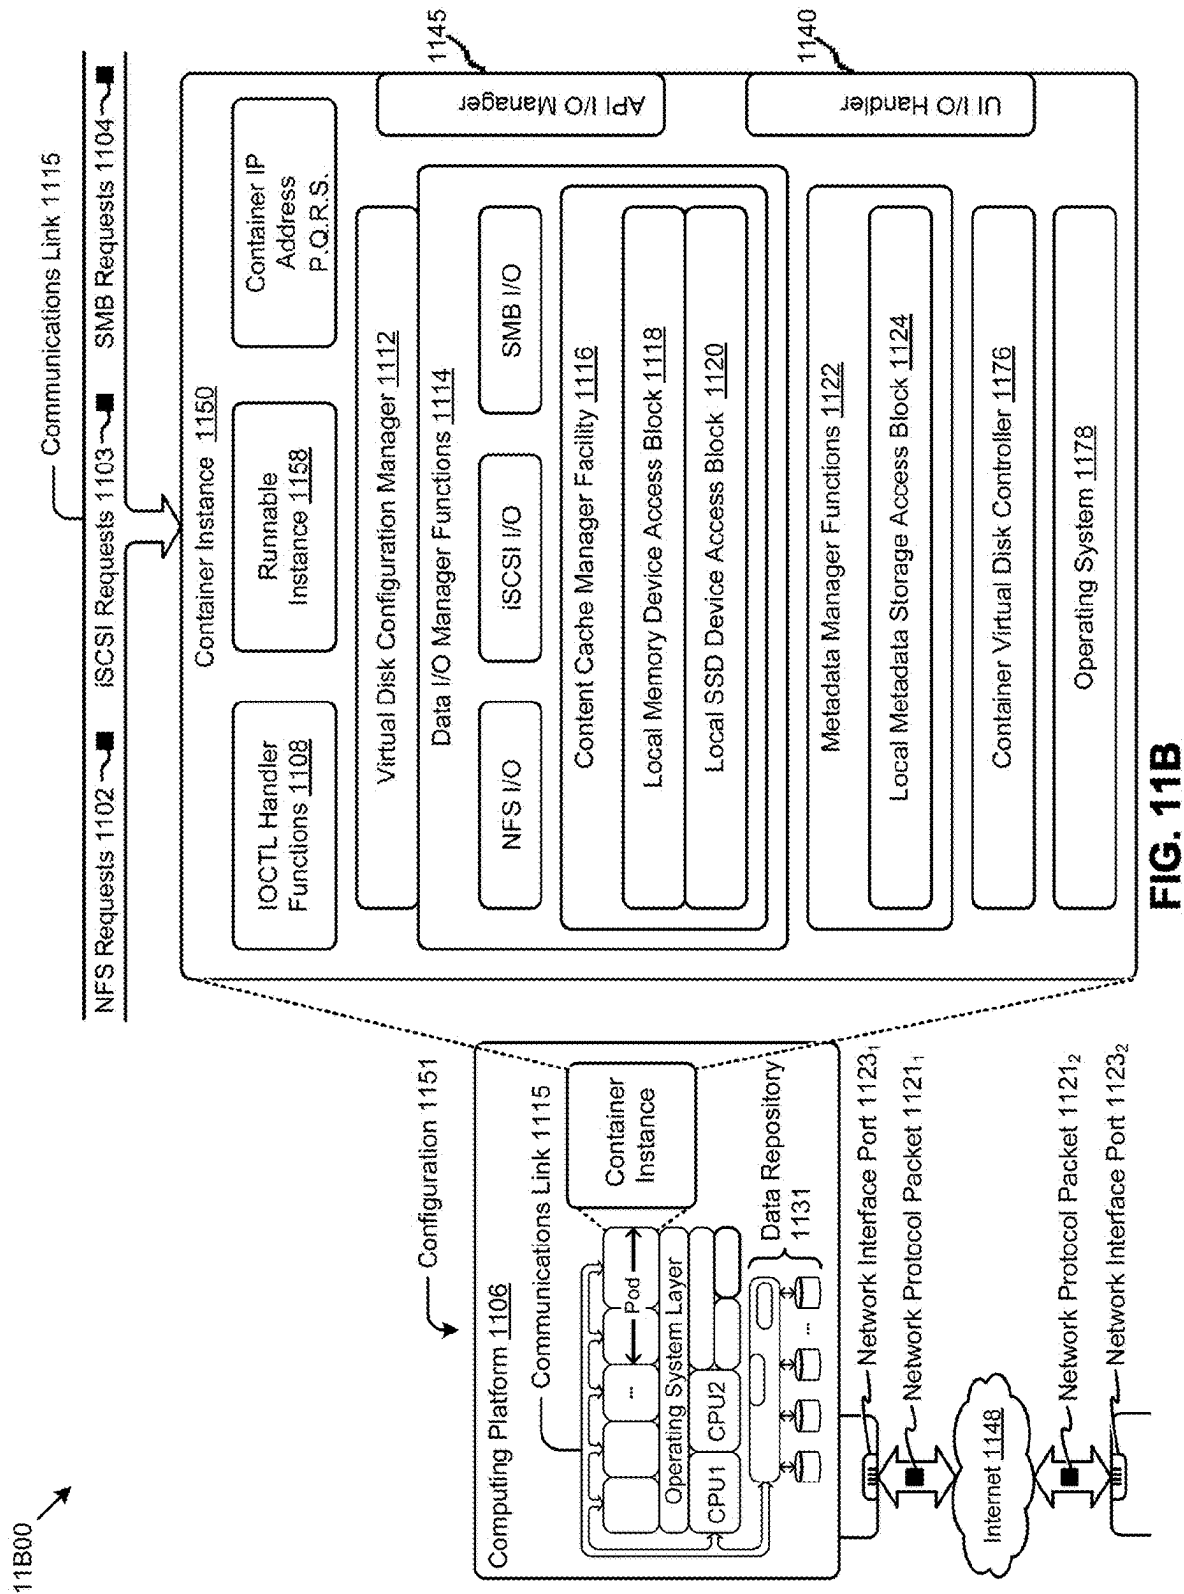 11B00
Configuration 1151
Computing Platform 1106
Communications Link 1115
...
Pod
Operating System Layer
CPU1
CPU2
Container
Instance
Data Repository
1131
...
Network Interface Port 1123₁
Network Protocol Packet 1121₁
Internet 1148
Network Protocol Packet 1121₂
Network Interface Port 1123₂
Communications Link 1115
NFS Requests 1102
iSCSI Requests 1103
SMB Requests 1104
Container Instance 1150
IOCTL Handler
Functions 1108
Runnable
Instance 1158
Container IP
Address
P.Q.R.S.
Virtual Disk Configuration Manager 1112
Data I/O Manager Functions 1114
NFS I/O
iSCSI I/O
SMB I/O
Content Cache Manager Facility 1116
Local Memory Device Access Block 1118
Local SSD Device Access Block 1120
Metadada Manager Functions 1122
Local Metadata Storage Access Block 1124
Container Virtual Disk Controller 1176
Operating System 1178
API I/O Manager
1145
UI I/O Handler
1140
FIG. 11B